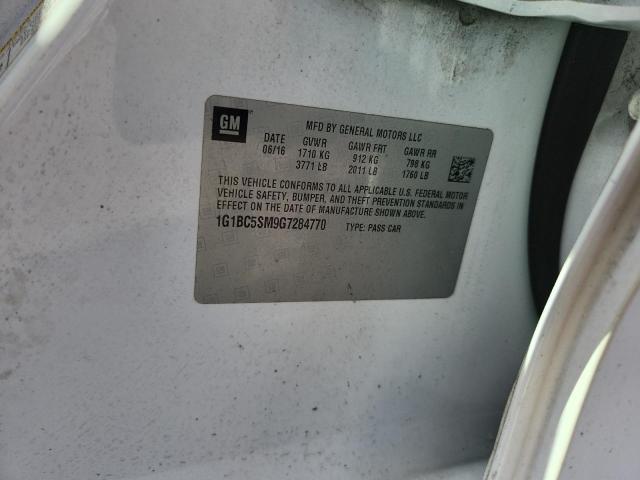 GM
MFD BY GENERAL MOTORS LLC
DATE GVWR GAWR FRT GAWR RR
06/16 1710 KG 912 KG 798 KG
3771 LB 2011 LB 1760 LB
THIS VEHICLE CONFORMS TO ALL APPLICABLE U.S. FEDERAL MOTOR
VEHICLE SAFETY, BUMPER, AND THEFT PREVENTION STANDARDS IN
EFFECT ON THE DATE OF MANUFACTURE SHOWN ABOVE.
1G1BC5SM9G7284770 TYPE: PASS CAR